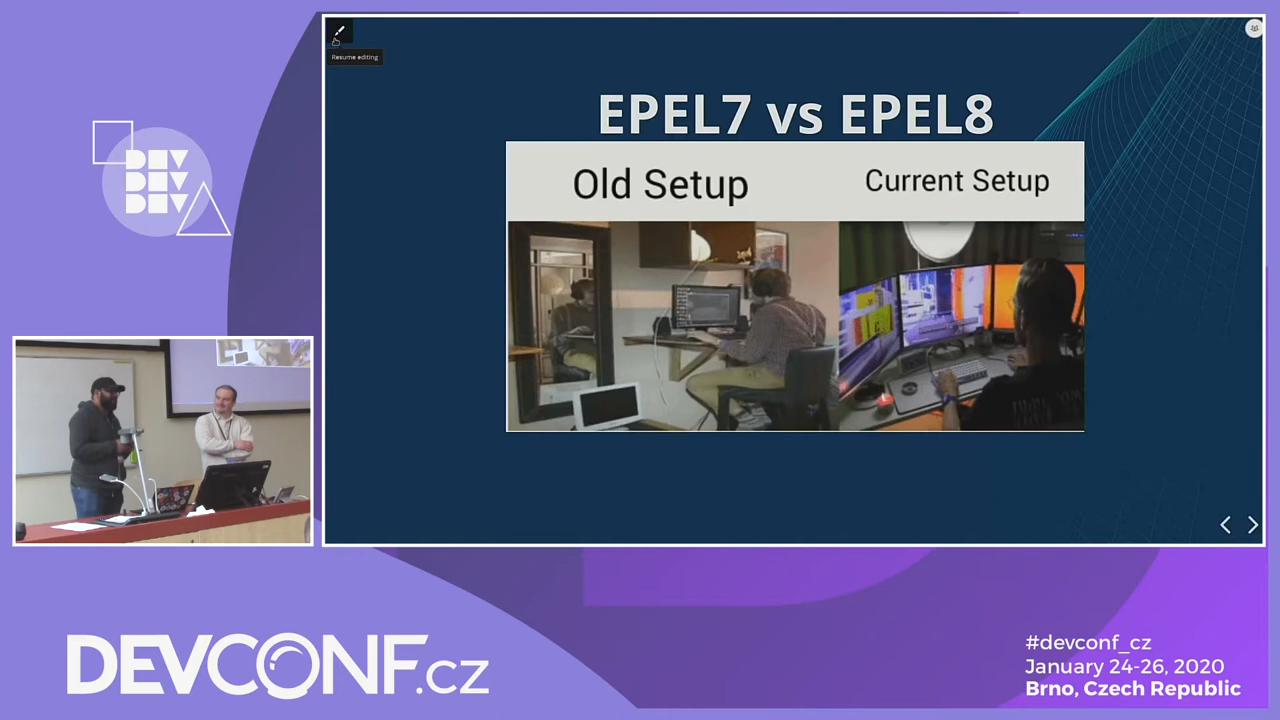 Resume editing
EPEL7 vs EPEL8
Old Setup
Current Setup
DEV
DEV
DEV
DEVCONF.cz
#devconf_cz
January 24-26, 2020
Brno, Czech Republic